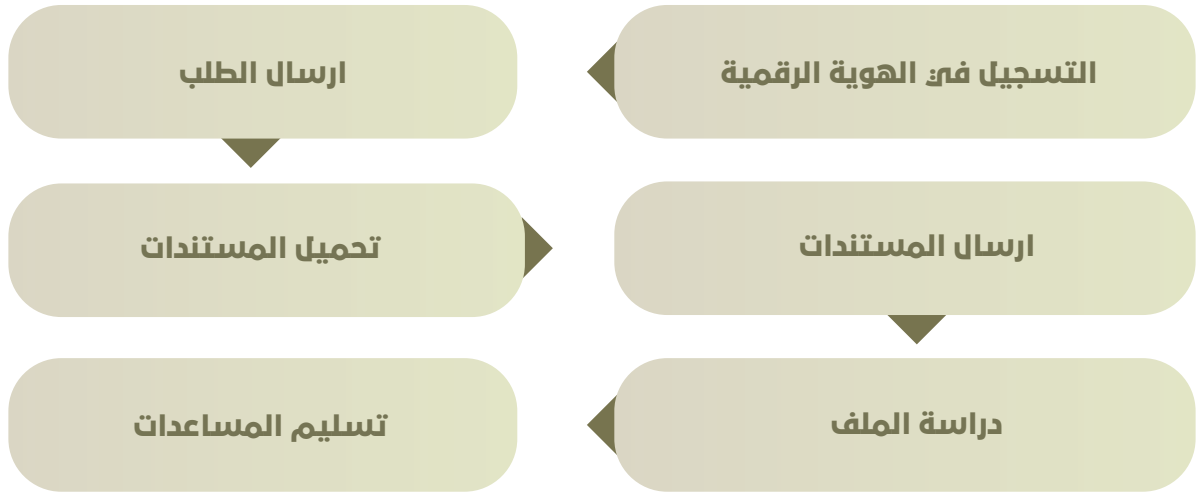 التسجيل في الهوية الرقمية
ارسال الطلب
تحميل المستندات
ارسال المستندات
دراسة الملف
تسليم المساعدات